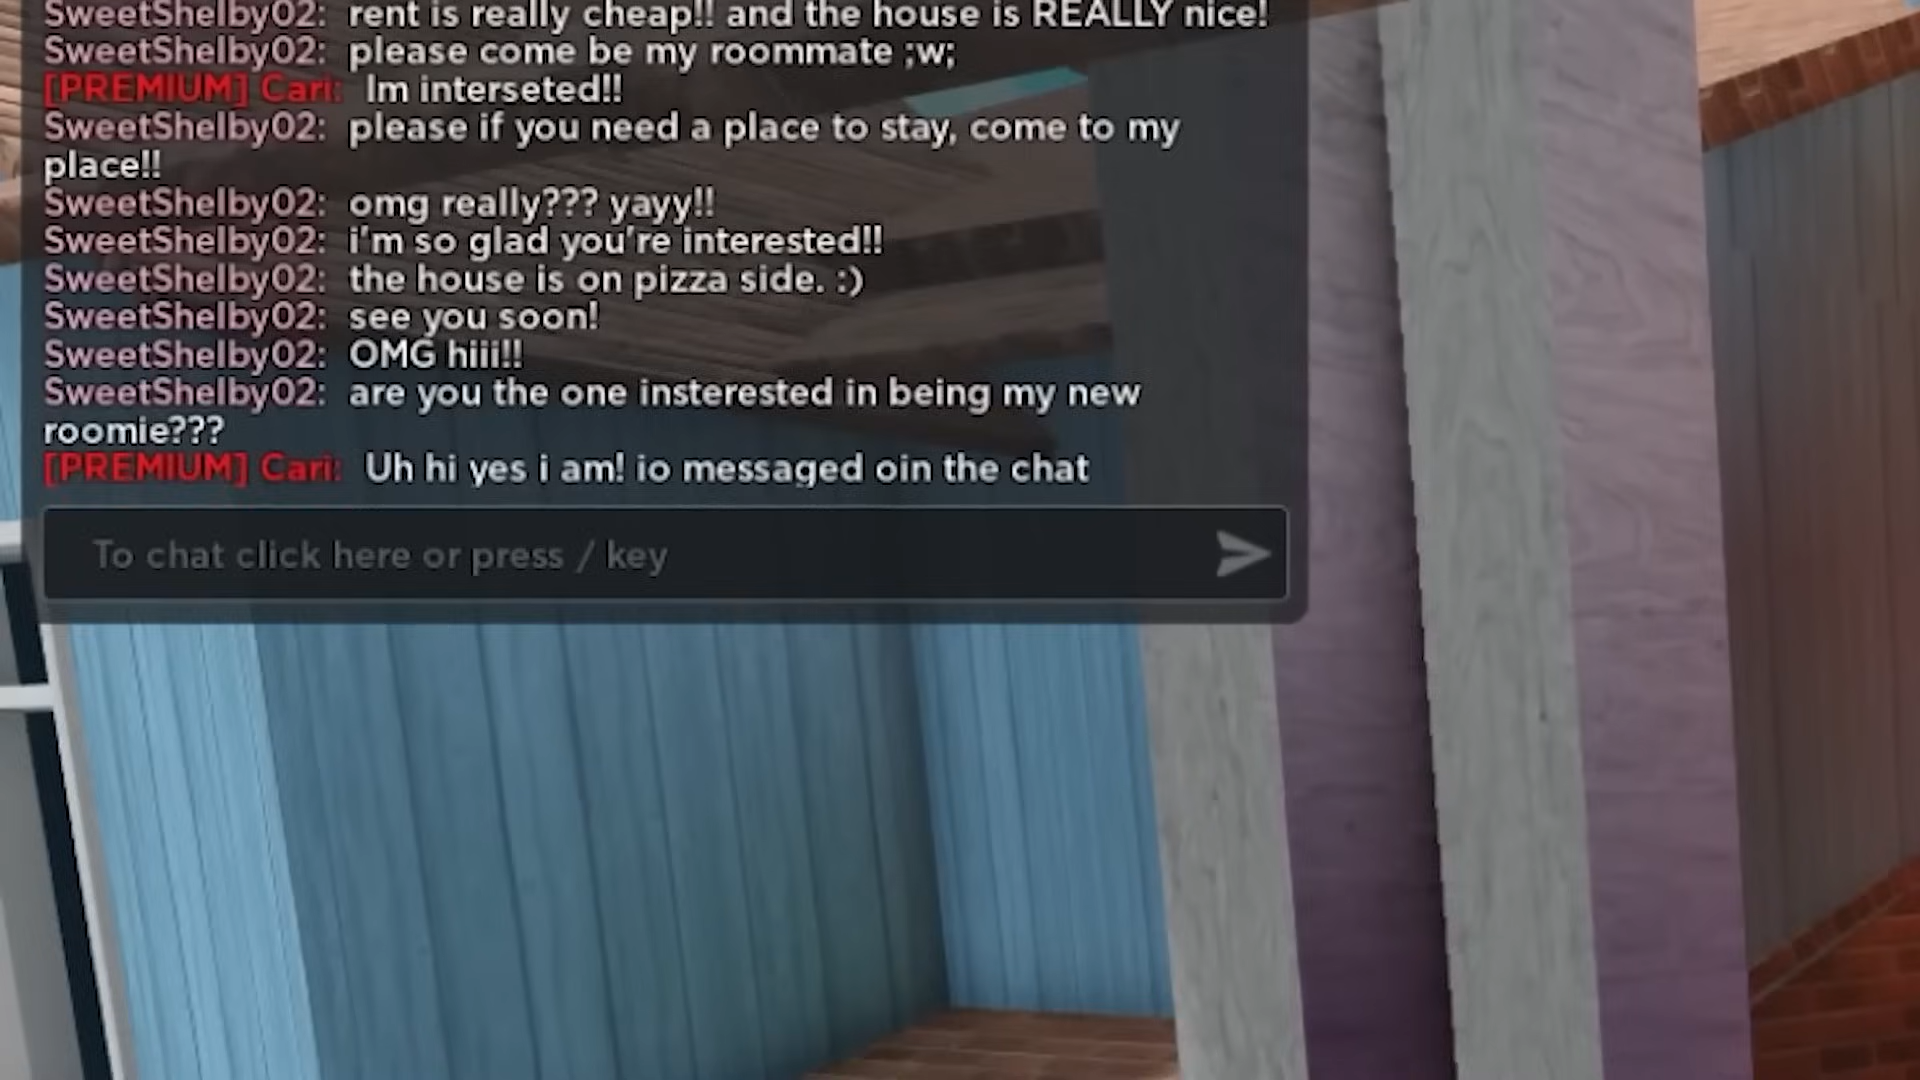 SweetShelby02: rent is really cheap!! and the house is REALLY nice!
SweetShelby02: please come be my roommate ;w;
[PREMIUM] Cari: Im interseted!!
SweetShelby02: please if you need a place to stay, come to my
place!!
SweetShelby02: omg really??? yayy!!
SweetShelby02: i'm so glad you're interested!!
SweetShelby02: the house is on pizza side. :)
SweetShelby02: see you soon!
SweetShelby02: OMG hiii!!
SweetShelby02: are you the one insterested in being my new
roomie???
[PREMIUM] Cari: Uh hi yes i am! io messaged oin the chat
To chat click here or press / key